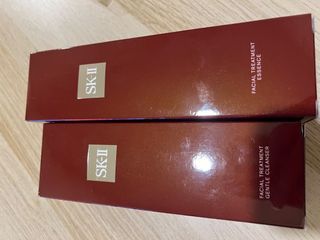 SK-II
FACIAL TREATMENT
ESSENCE
SK-II
FACIAL TREATMENT
GENTLE CLEANSER